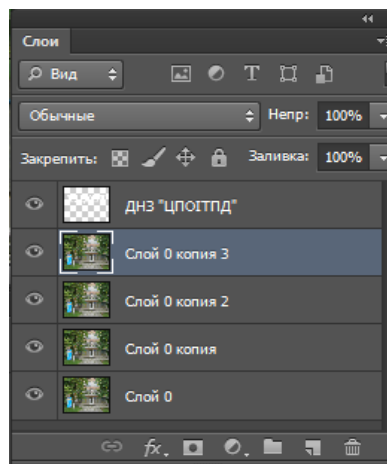 Слои
Вид
Обычные Непр: 100%
Закрепить: Заливка: 100%
ДНЗ "ЦПОІТПД"
Слой 0 копия 3
Слой 0 копия 2
Слой 0 копия
Слой 0
fx